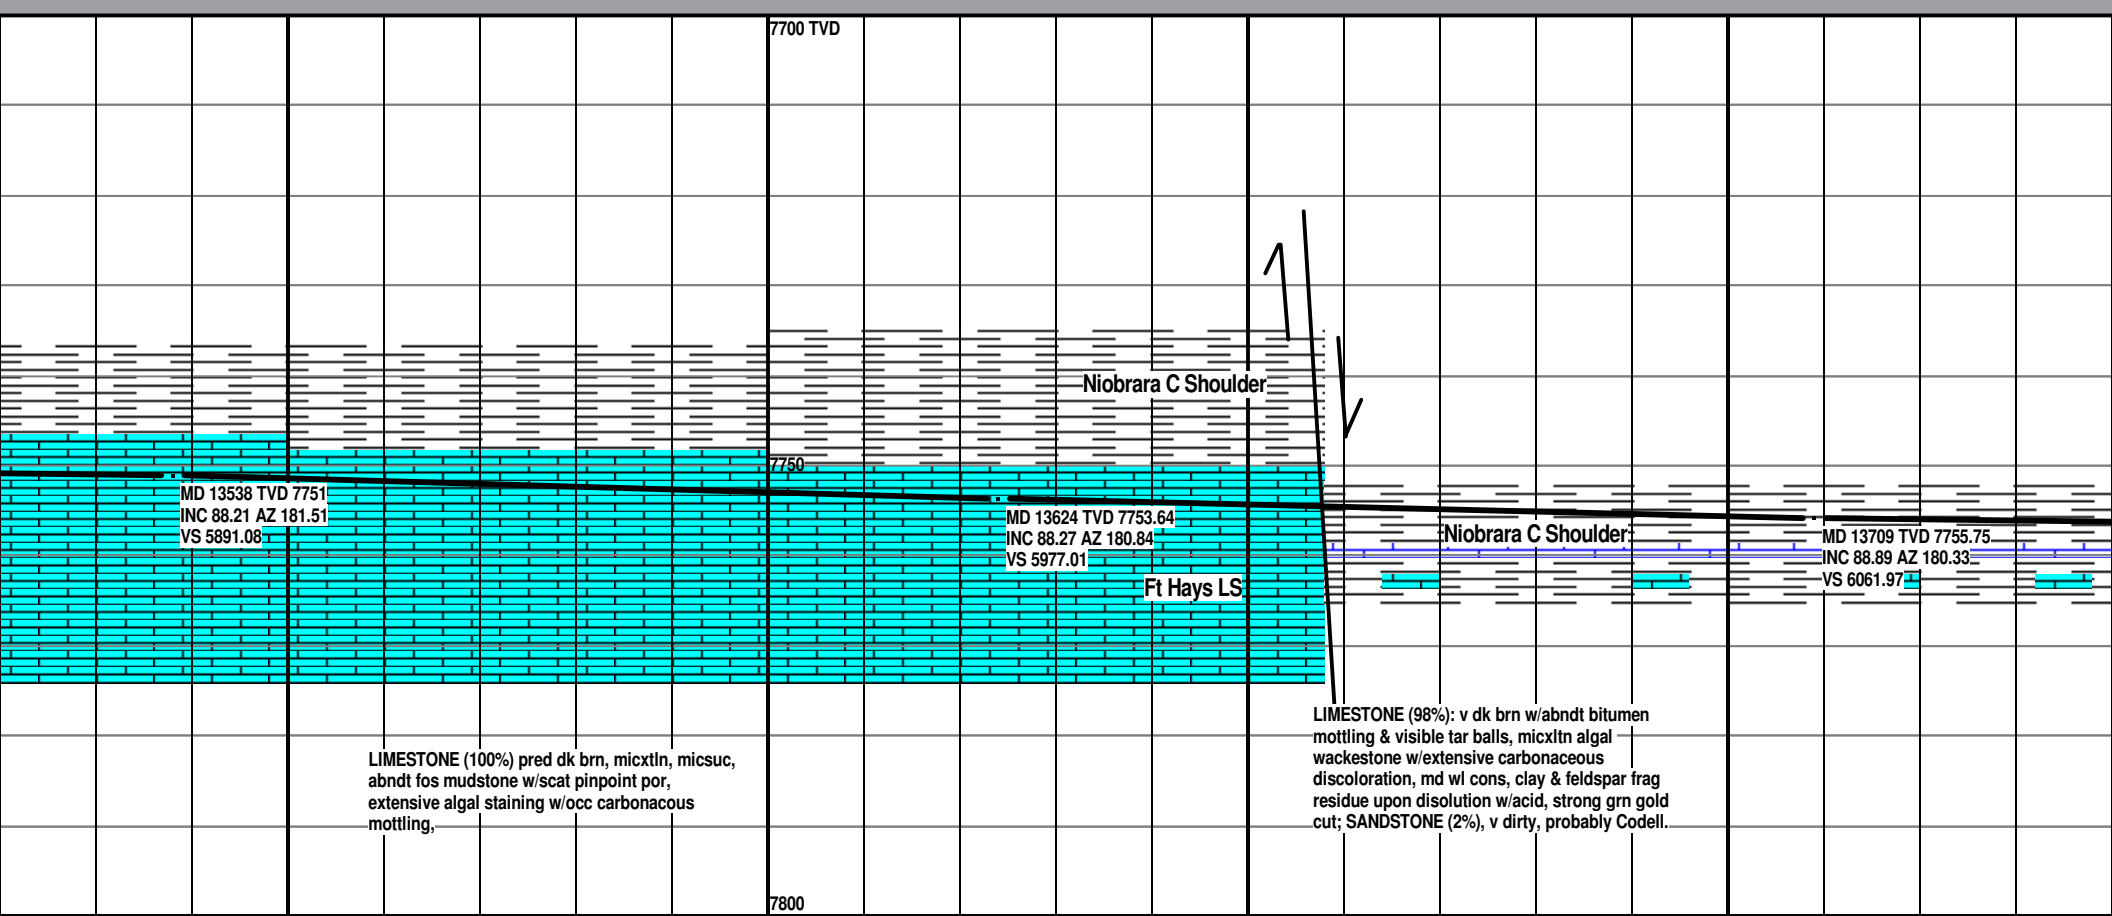 7700 TVD
Niobrara C Shoulder
7750
MD 13538 TVD 7751
INC 88.21 AZ 181.51
VS 5891.08
MD 13624 TVD 7753.64
INC 88.27 AZ 180.84
VS 5977.01
Niobrara C Shoulder
MD 13709 TVD 7755.75
INC 88.89 AZ 180.33
VS 6061.97
Ft Hays LS
LIMESTONE (100%) pred dk brn, micxtln, micsuc,
abndt fos mudstone w/scat pinpoint por,
extensive algal staining w/occ carbonacous
mottling,
LIMESTONE (98%): v dk brn w/abndt bitumen
mottling & visible tar balls, micxltn algal
wackestone w/extensive carbonaceous
discoloration, md wl cons, clay & feldspar frag
residue upon disolution w/acid, strong grn gold
cut; SANDSTONE (2%), v dirty, probably Codell.
7800